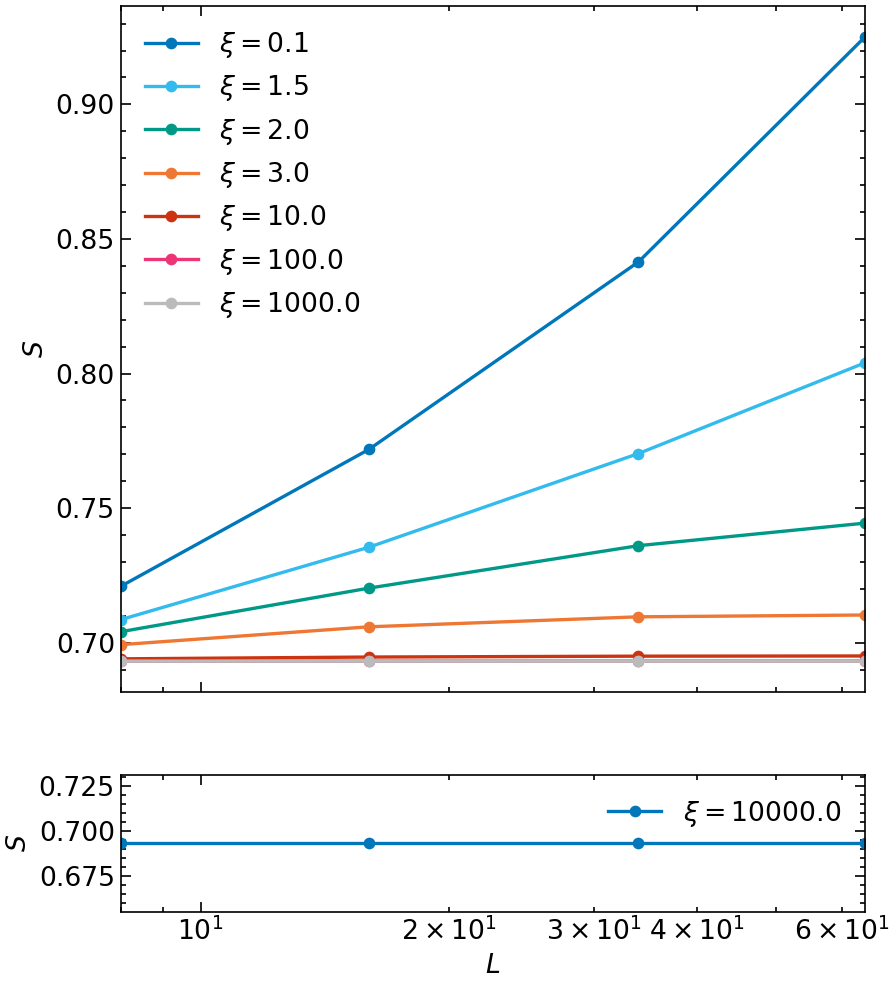 ξ = 0.1
ξ = 1.5
0.90
ξ = 2.0
ξ = 3.0
ξ = 10.0
0.85
ξ = 100.0
ξ = 1000.0
S
0.80
0.75
0.70
0.725
ξ = 10000.0
0.700
S
0.675
10¹ 2 × 10¹ 3 × 10¹ 4 × 10¹ 6 × 10¹
L